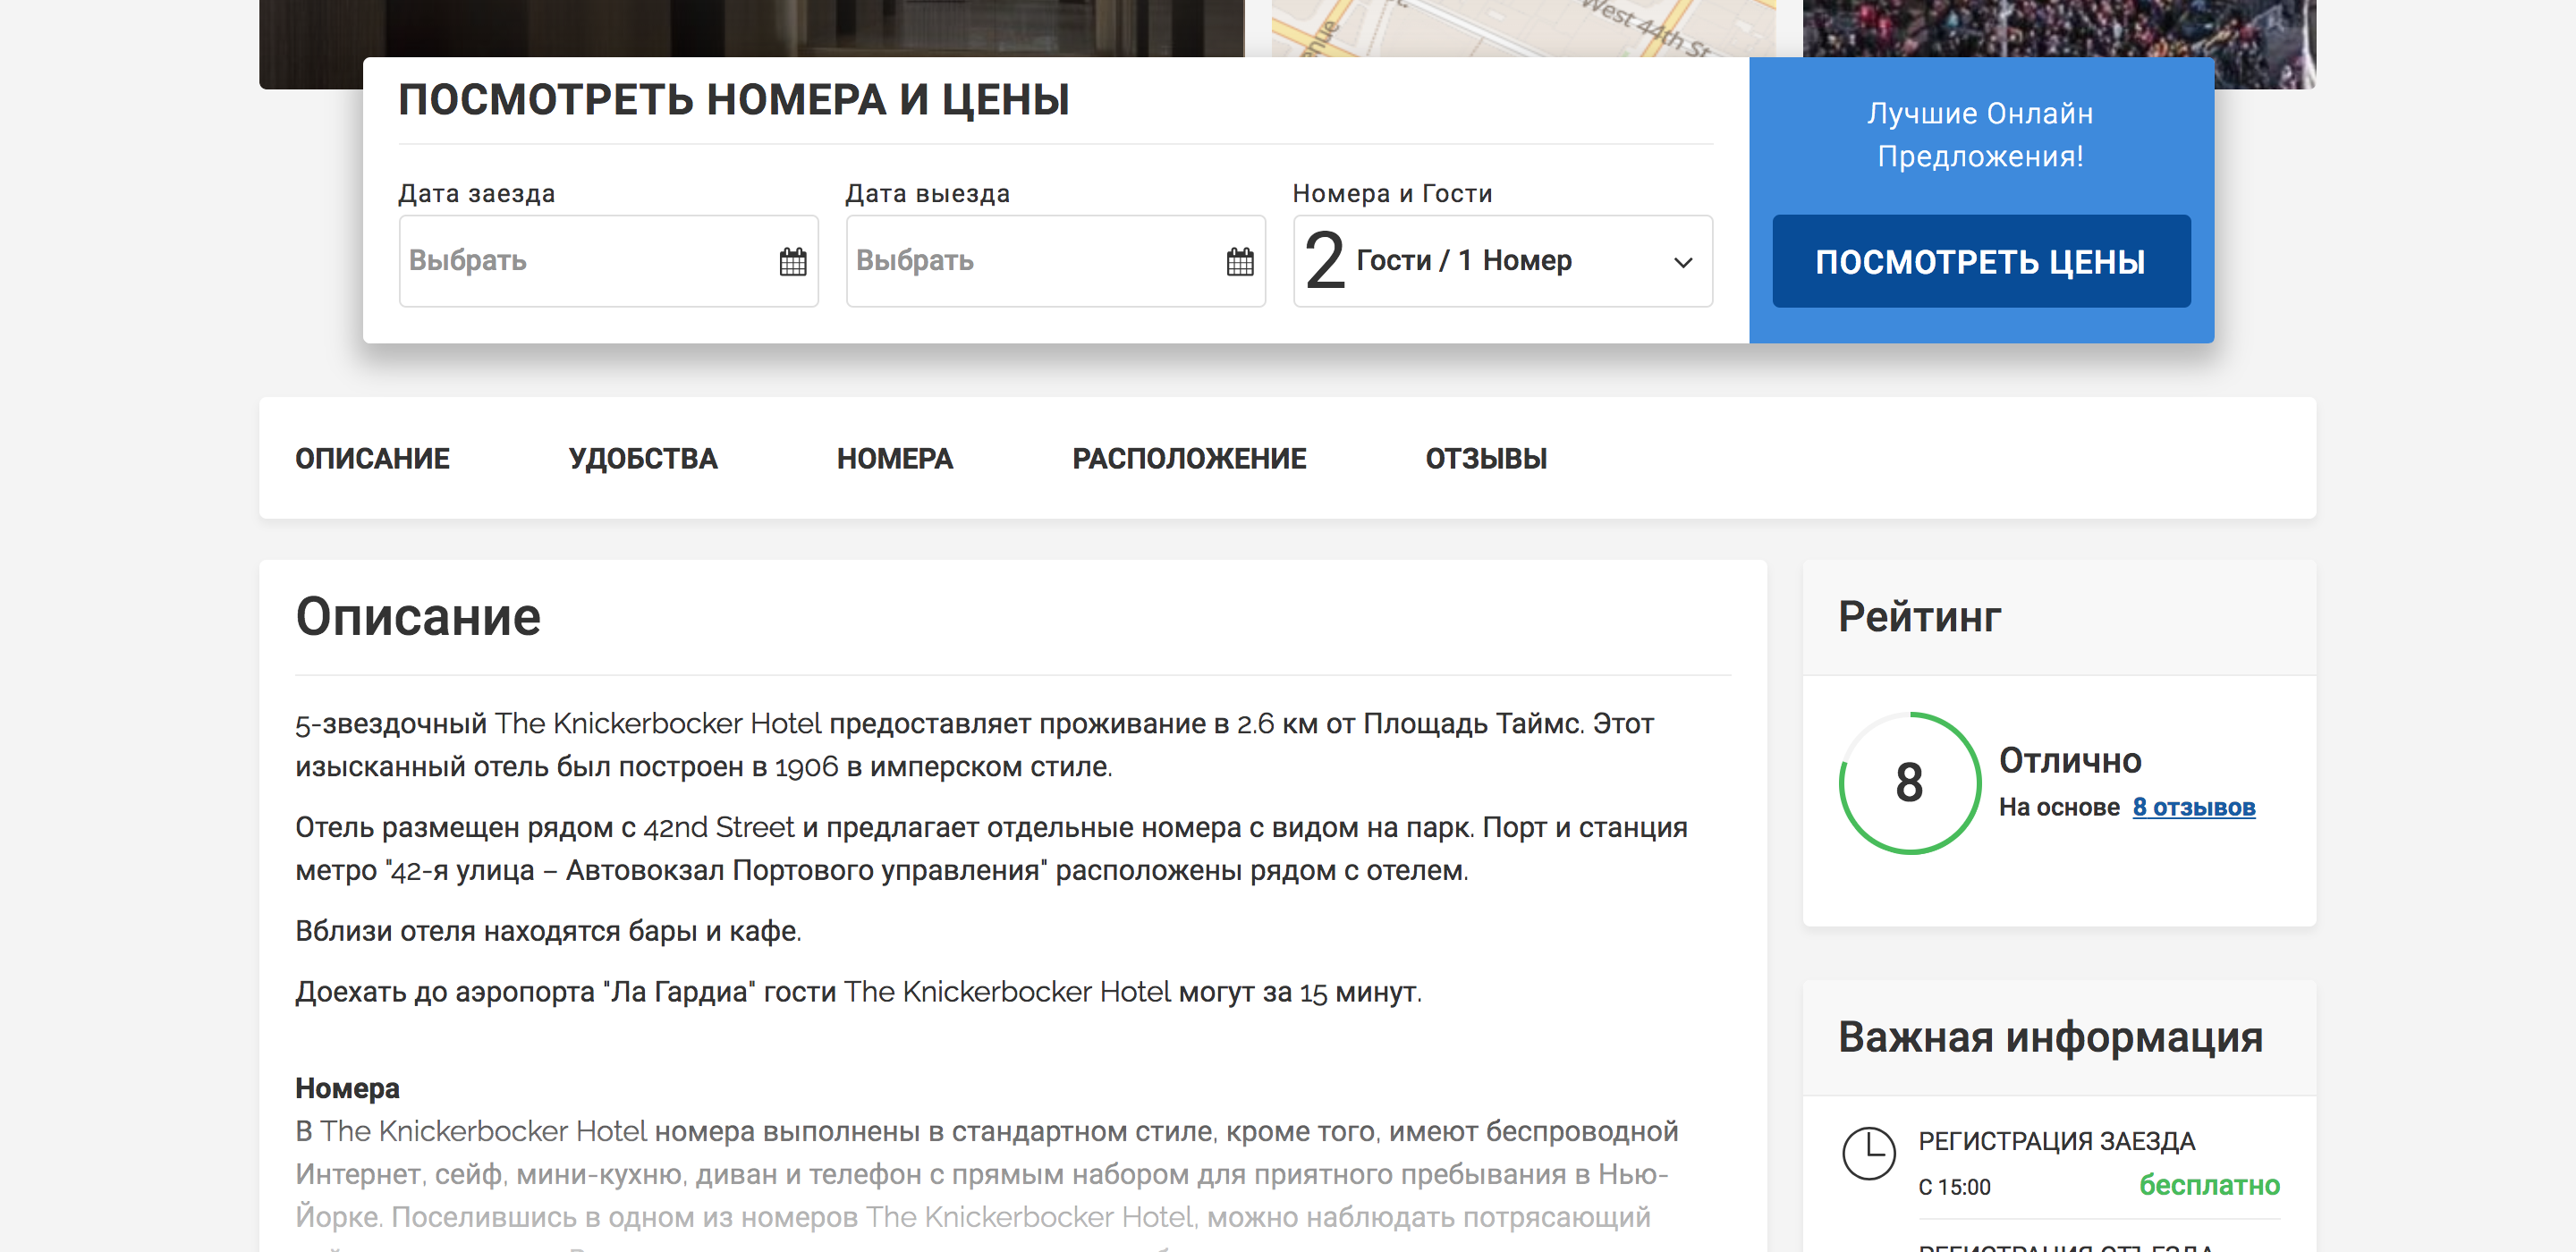 West 44th St
ПОСМОТРЕТЬ НОМЕРА И ЦЕНЫ
Дата заезда
Дата выезда
Номера и Гости
Выбрать
Выбрать
2 Гости / 1 Номер
Лучшие Онлайн
Предложения!
ПОСМОТРЕТЬ ЦЕНЫ
ОПИСАНИЕ
УДОБСТВА
НОМЕРА
РАСПОЛОЖЕНИЕ
ОТЗЫВЫ
Описание
5-звездочный The Knickerbocker Hotel предоставляет проживание в 2.6 км от Площадь Таймс. Этот
изысканный отель был построен в 1906 в имперском стиле.
Отель размещен рядом с 42nd Street и предлагает отдельные номера с видом на парк. Порт и станция
метро "42-я улица – Автовокзал Портового управления" расположены рядом с отелем.
Вблизи отеля находятся бары и кафе.
Доехать до аэропорта "Ла Гардиа" гости The Knickerbocker Hotel могут за 15 минут.
Номера
В The Knickerbocker Hotel номера выполнены в стандартном стиле, кроме того, имеют беспроводной
Интернет, сейф, мини-кухню, диван и телефон с прямым набором для приятного пребывания в Нью-
Йорке. Поселившись в одном из номеров The Knickerbocker Hotel, можно наблюдать потрясающий
Рейтинг
8
Отлично
На основе 8 отзывов
Важная информация
РЕГИСТРАЦИЯ ЗАЕЗДА
С 15:00
бесплатно